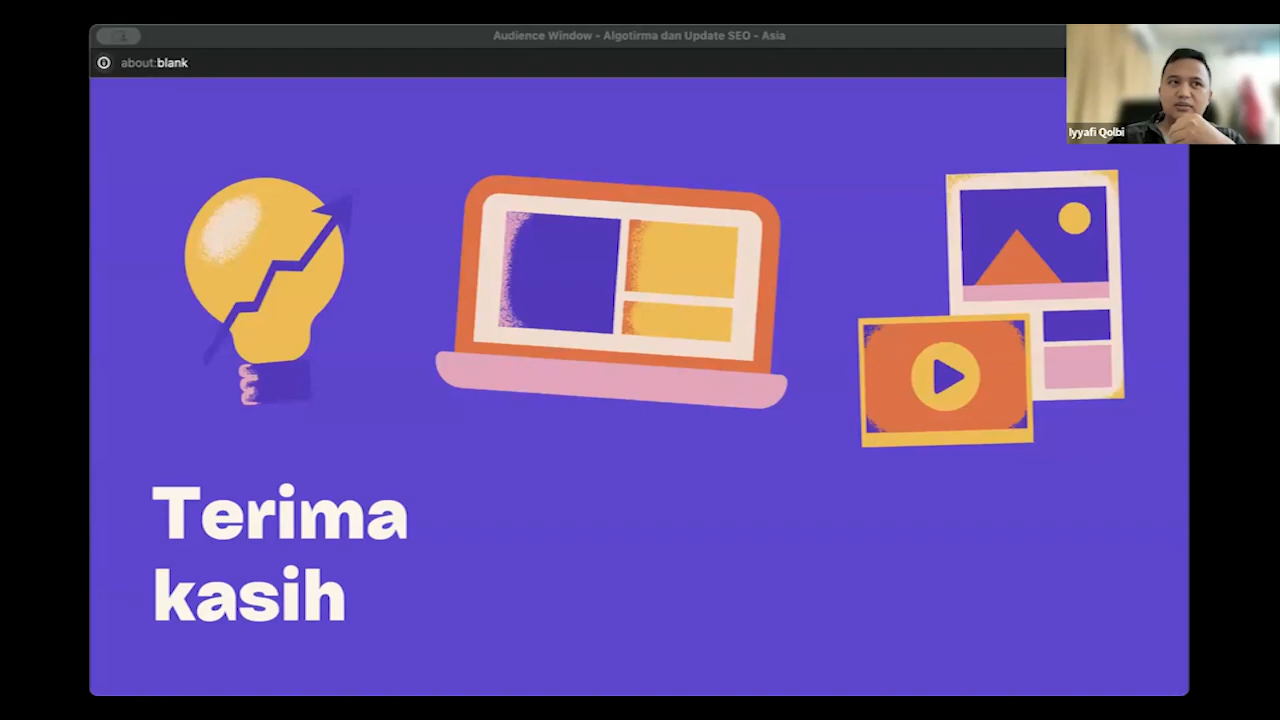 Audience Window - Algotirma dan Update SEO - Asia
about:blank
Iyyafi Qolbi
Terima
kasih